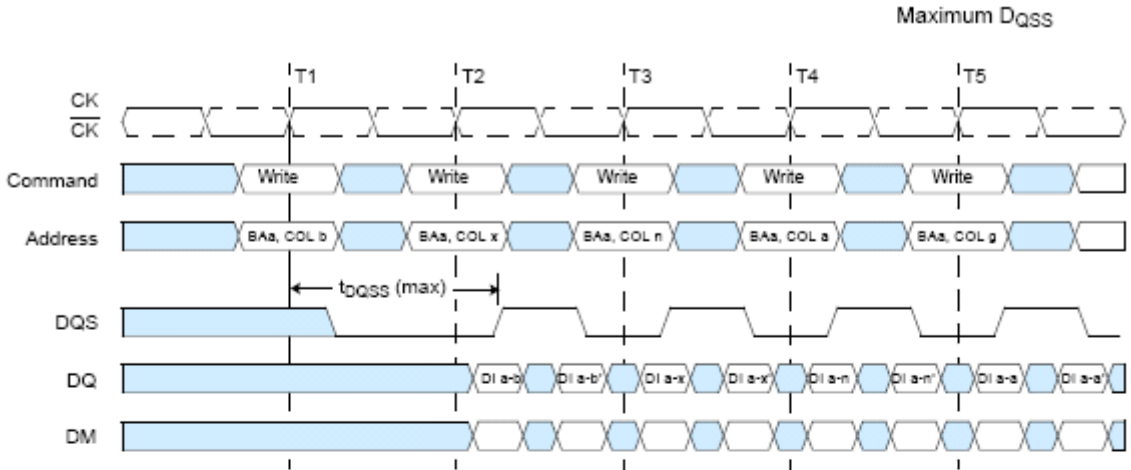 Maximum DQSS
T1 T2 T3 T4 T5
CK
CK
Command Write Write Write Write Write
Address BAa, COL b BAa, COL x BAa, COL n BAa, COL a BAa, COL g
tDQSS (max)
DQS
DQ DI a-b DI a-b' DI a-x DI a-x' DI a-n DI a-n' DI a-a DI a-a'
DM